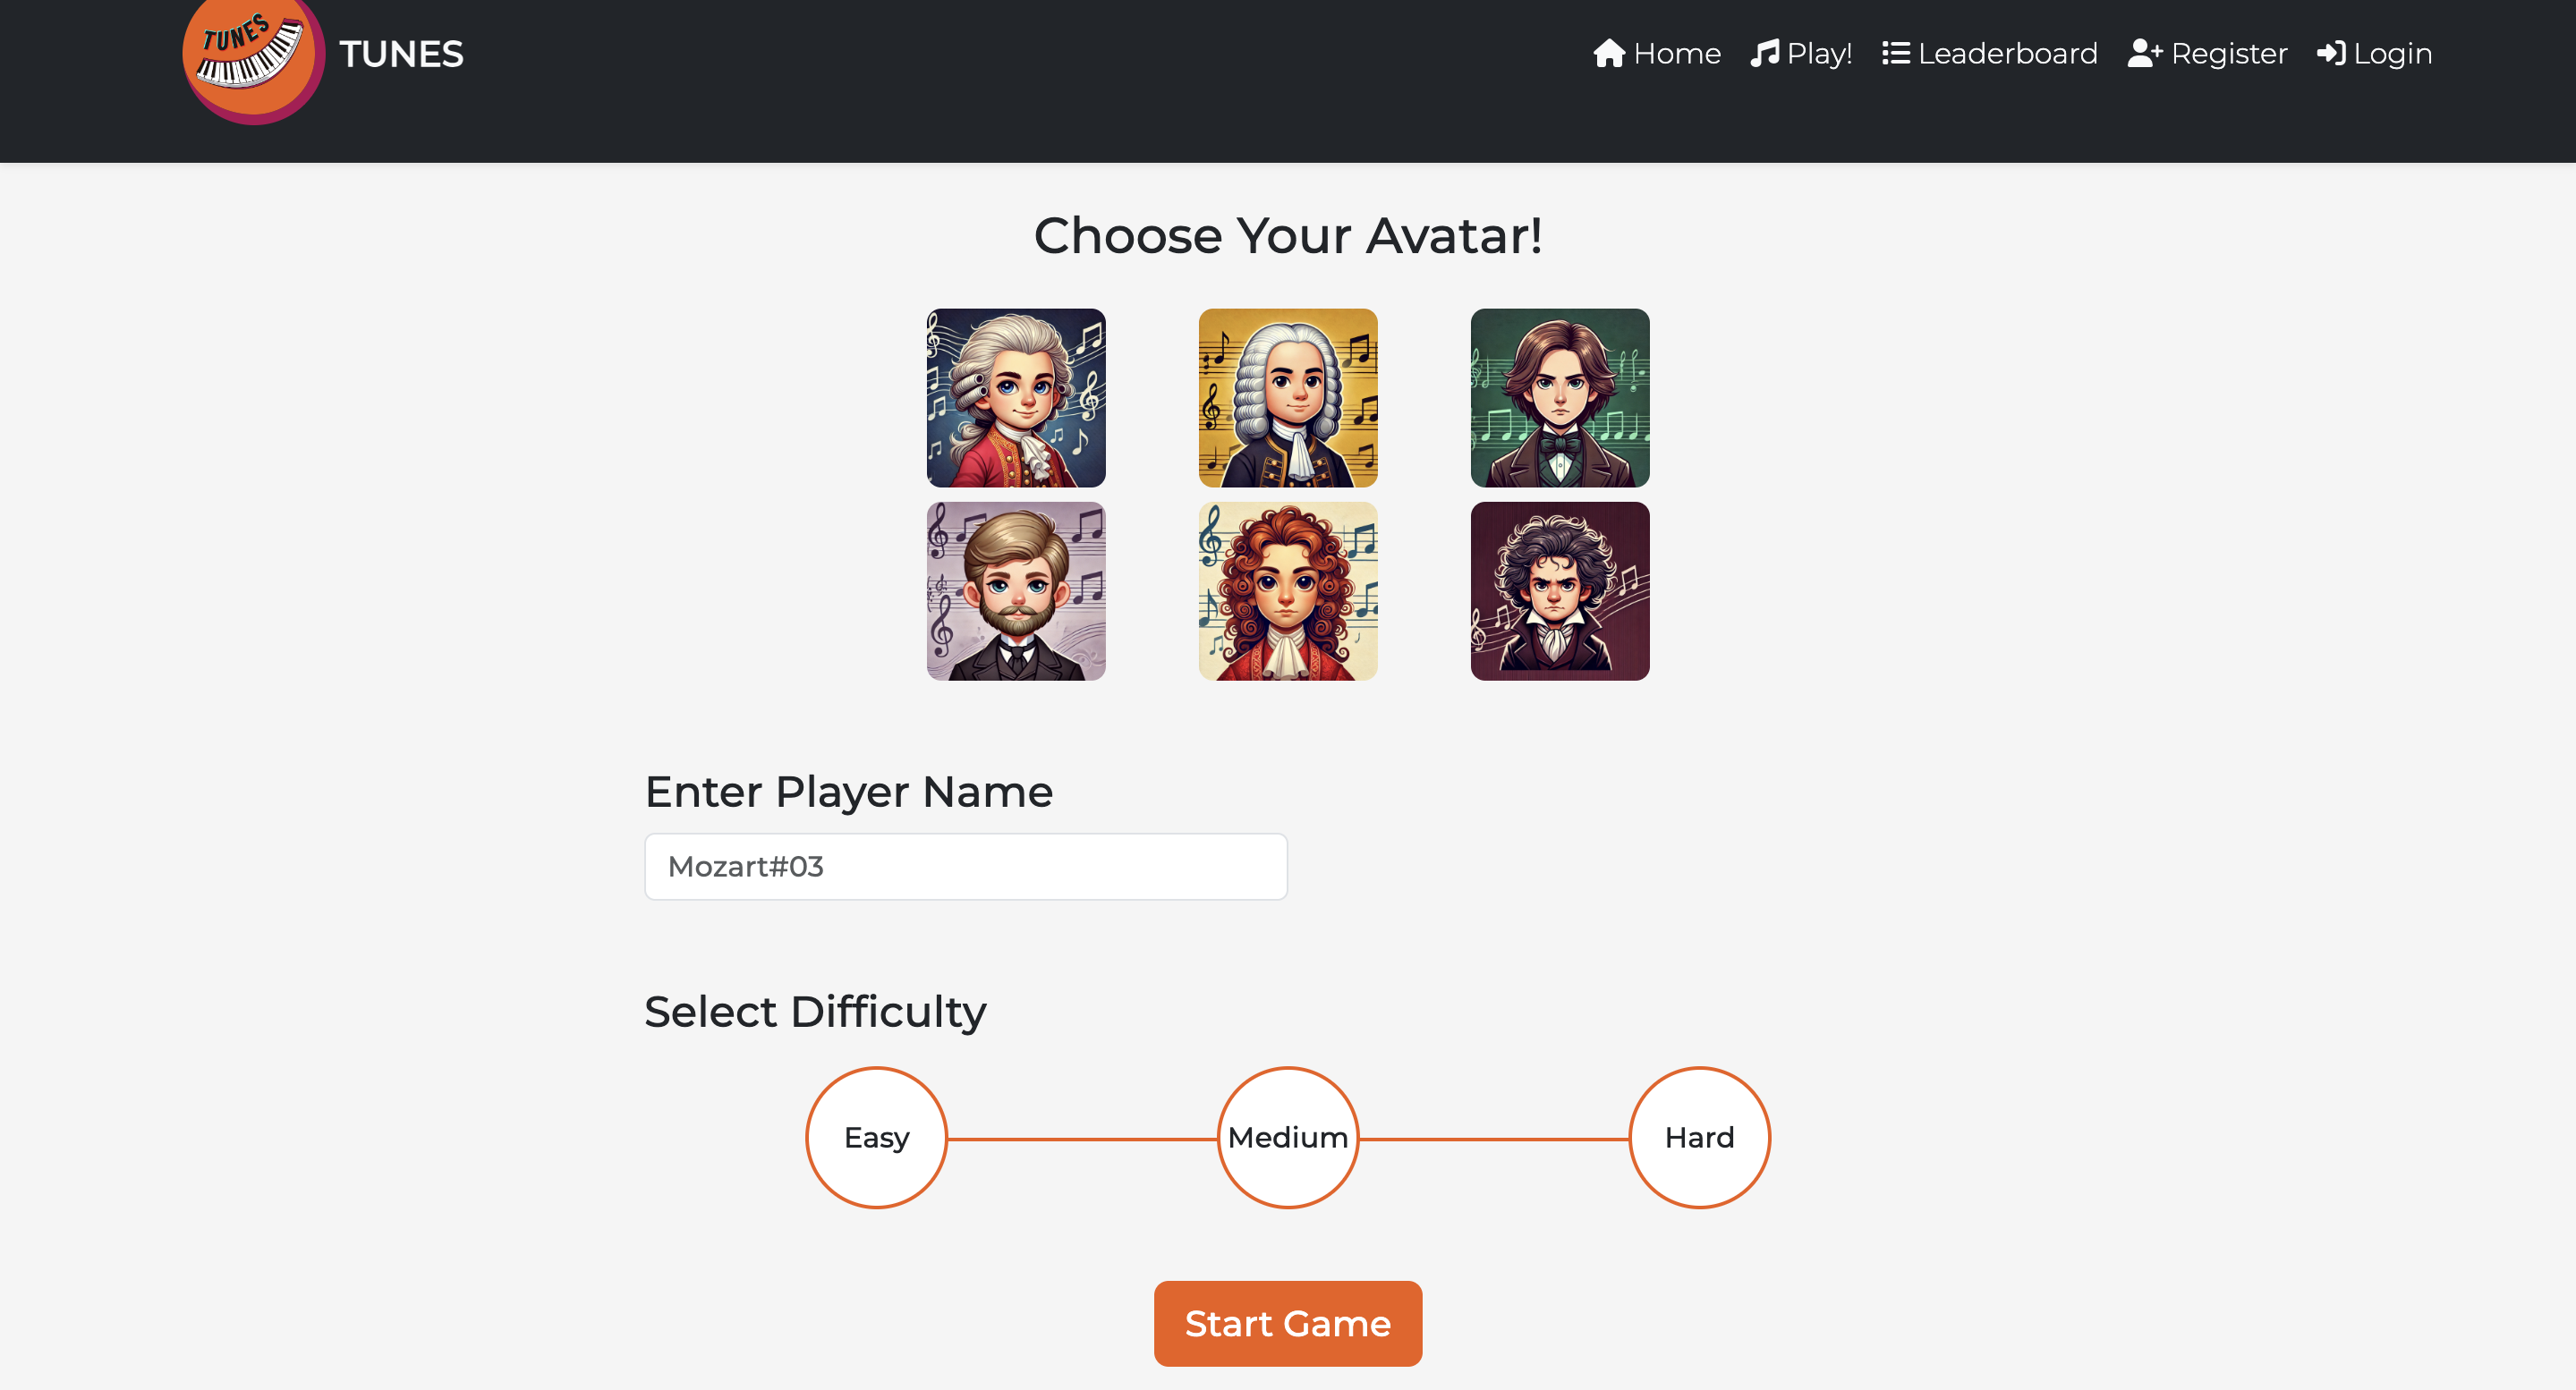 TUNES
TUNES
Home Play! Leaderboard Register Login
Choose Your Avatar!
Enter Player Name
Mozart#03
Select Difficulty
Easy Medium Hard
Start Game